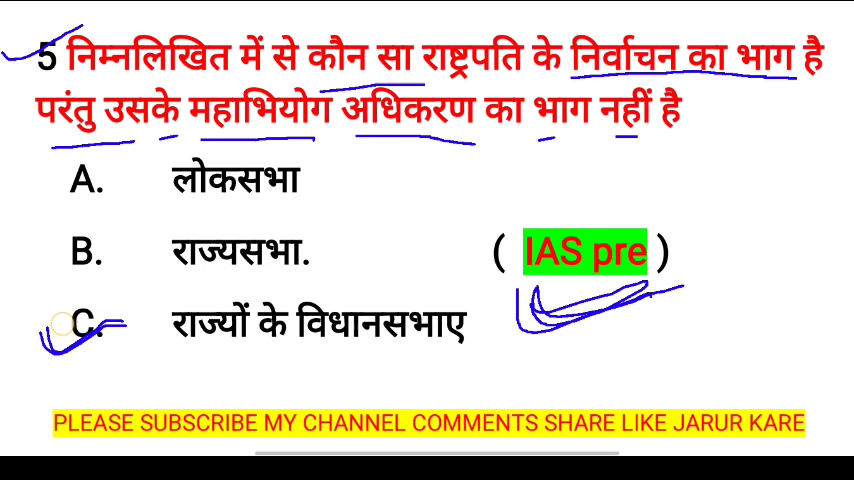 5 निम्नलिखित में से कौन सा राष्ट्रपति के निर्वाचन का भाग है
परंतु उसके महाभियोग अधिकरण का भाग नहीं है
A. लोकसभा
B. राज्यसभा. ( IAS pre )
C. राज्यों के विधानसभाए
PLEASE SUBSCRIBE MY CHANNEL COMMENTS SHARE LIKE JARUR KARE